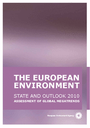 THE EUROPEAN
ENVIRONMENT
STATE AND OUTLOOK 2010
ASSESSMENT OF GLOBAL MEGATRENDS